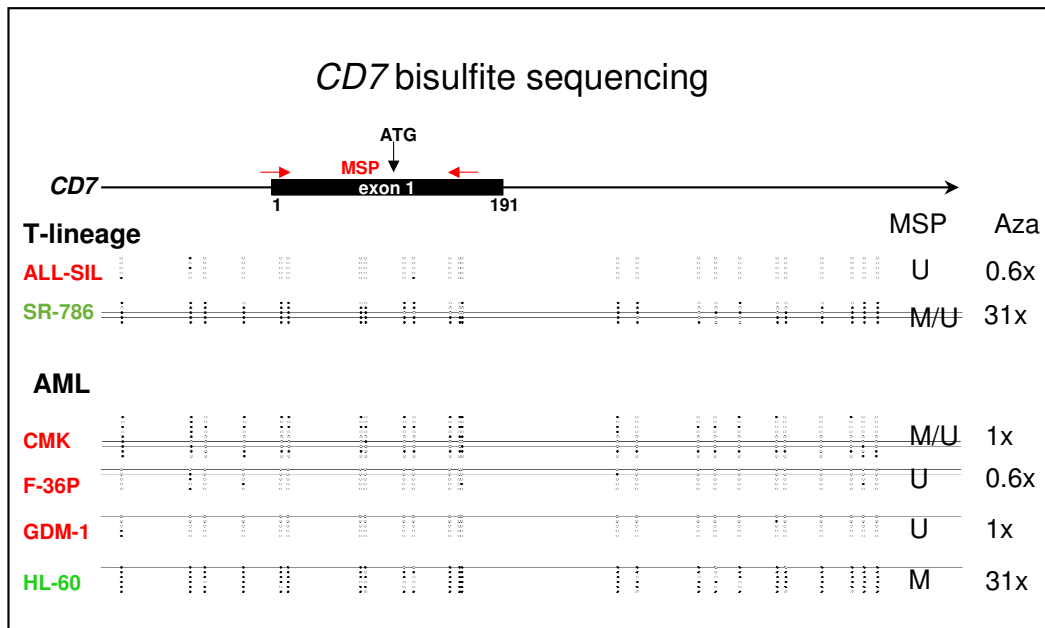 CD7 bisulfite sequencing
ATG
MSP
CD7
exon 1
1 191
MSP Aza
T-lineage
ALL-SIL U 0.6x
SR-786 M/U 31x
AML
CMK M/U 1x
F-36P U 0.6x
GDM-1 U 1x
HL-60 M 31x